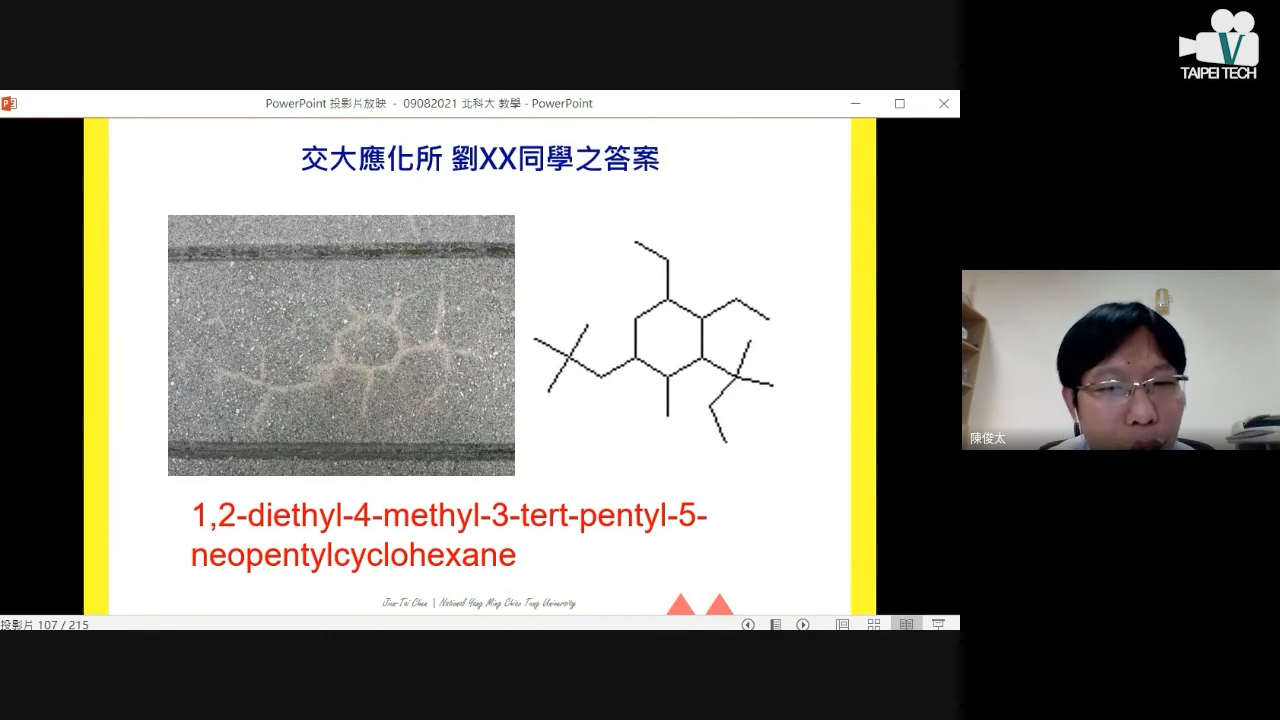 TAIPEI TECH
PowerPoint 投影片放映 - 09082021 北科大 教學 - PowerPoint
交大應化所 劉XX同學之答案
1,2-diethyl-4-methyl-3-tert-pentyl-5-
neopentylcyclohexane
Jiun-Tai Chen | National Yang Ming Chiao Tung University
投影片 107 / 215
陳俊太